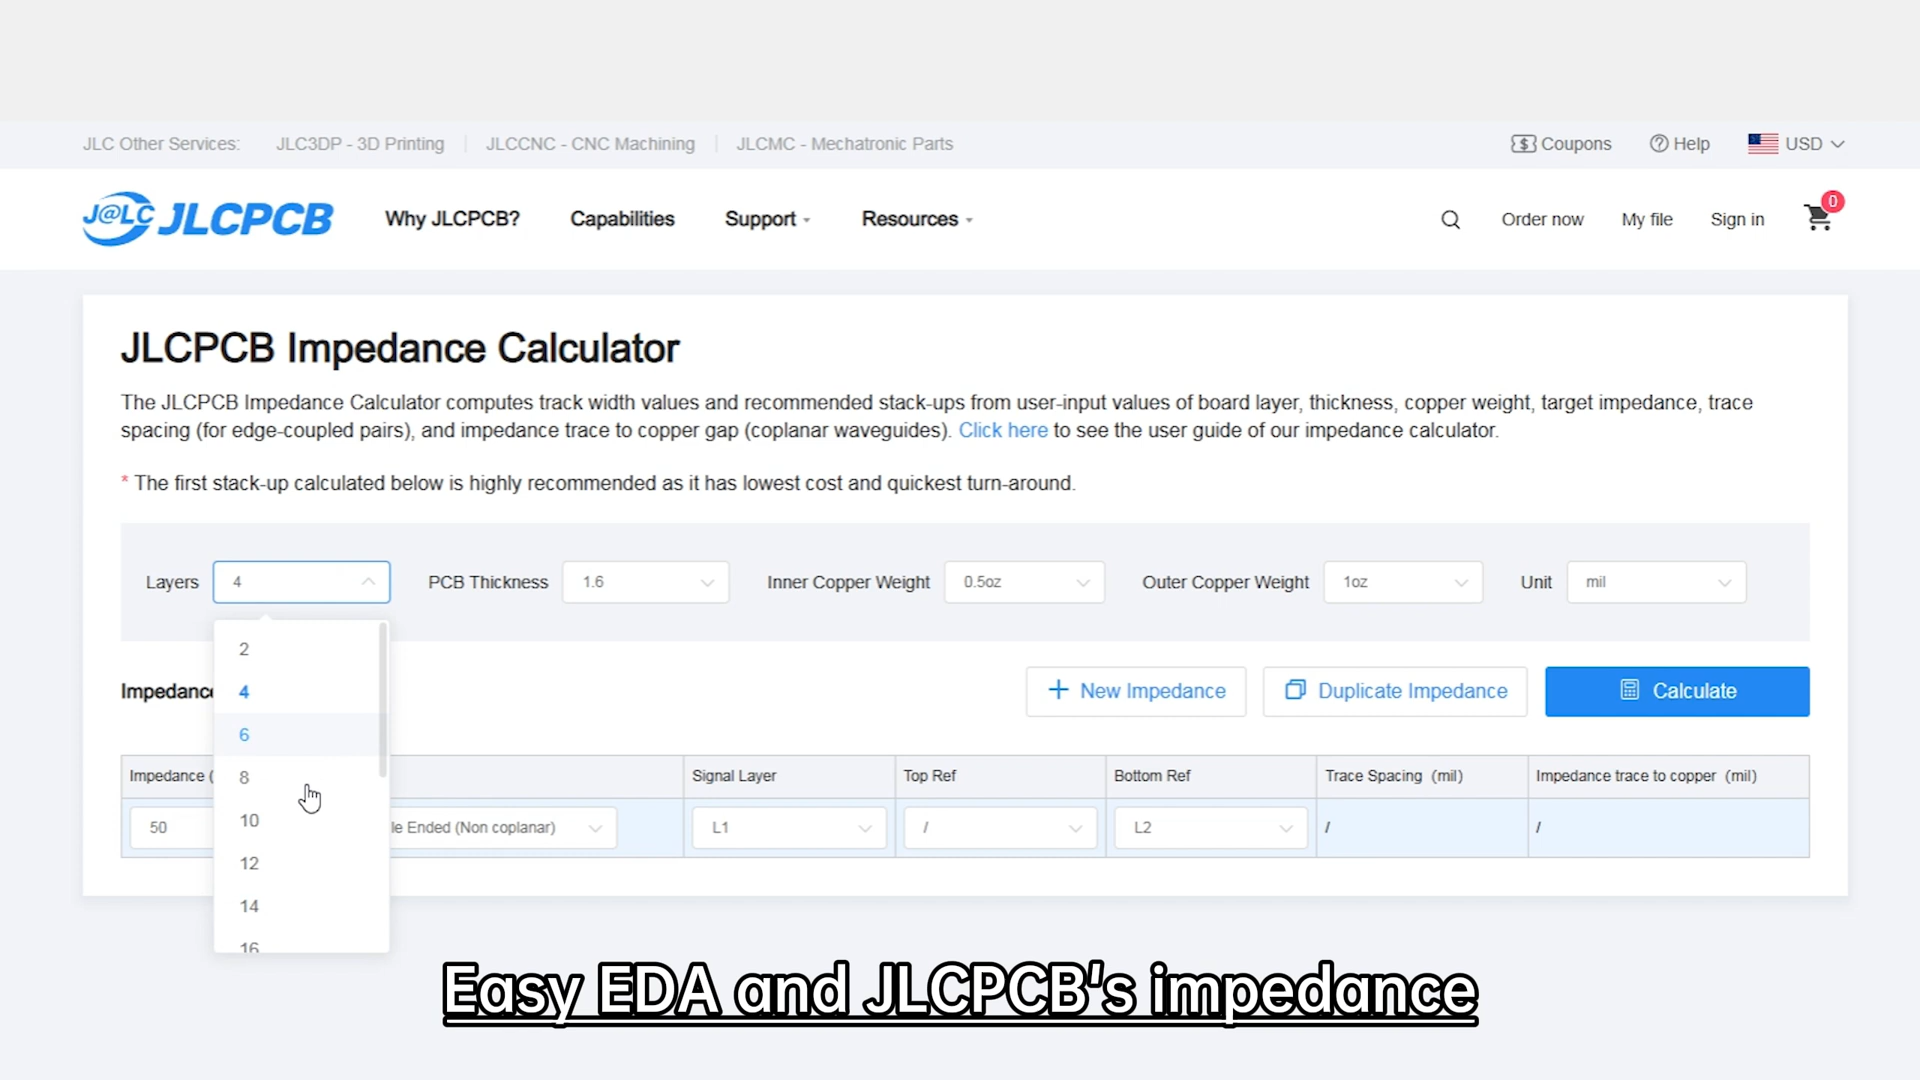 JLC Other Services: JLC3DP - 3D Printing JLCCNC - CNC Machining JLCMC - Mechatronic Parts $ Coupons ? Help USD
J@LC JLCPCB Why JLCPCB? Capabilities Support Resources Order now My file Sign in 0
JLCPCB Impedance Calculator
The JLCPCB Impedance Calculator computes track width values and recommended stack-ups from user-input values of board layer, thickness, copper weight, target impedance, trace
spacing (for edge-coupled pairs), and impedance trace to copper gap (coplanar waveguides). Click here to see the user guide of our impedance calculator.
* The first stack-up calculated below is highly recommended as it has lowest cost and quickest turn-around.
Layers 4 PCB Thickness 1.6 Inner Copper Weight 0.5oz Outer Copper Weight 1oz Unit mil
2
4
6
8
10
12
14
16
Impedance + New Impedance Duplicate Impedance Calculate
Impedance ( Signal Layer Top Ref Bottom Ref Trace Spacing (mil) Impedance trace to copper (mil)
50 le Ended (Non coplanar) L1 / L2 / /
Easy EDA and JLCPCB's impedance